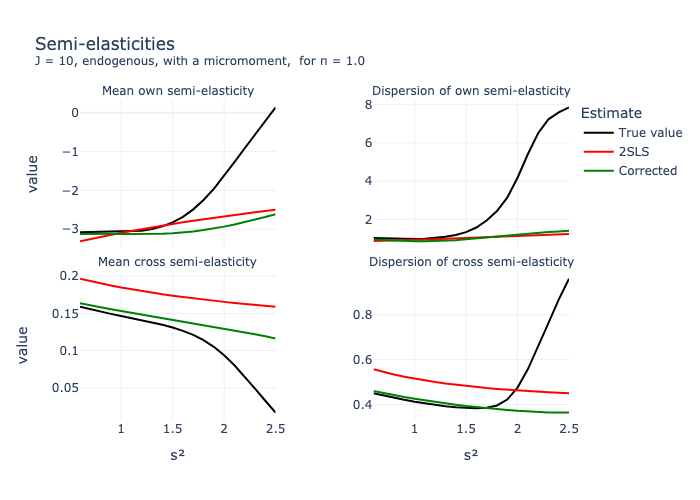 Semi-elasticities
J = 10, endogenous, with a micromoment,  for π = 1.0
Mean own semi-elasticity
Dispersion of own semi-elasticity
Estimate
True value
2SLS
Corrected
0
−1
−2
−3
value
8
6
4
2
Mean cross semi-elasticity
Dispersion of cross semi-elasticity
0.2
0.15
0.1
0.05
value
0.8
0.6
0.4
1
1.5
2
2.5
s²
1
1.5
2
2.5
s²